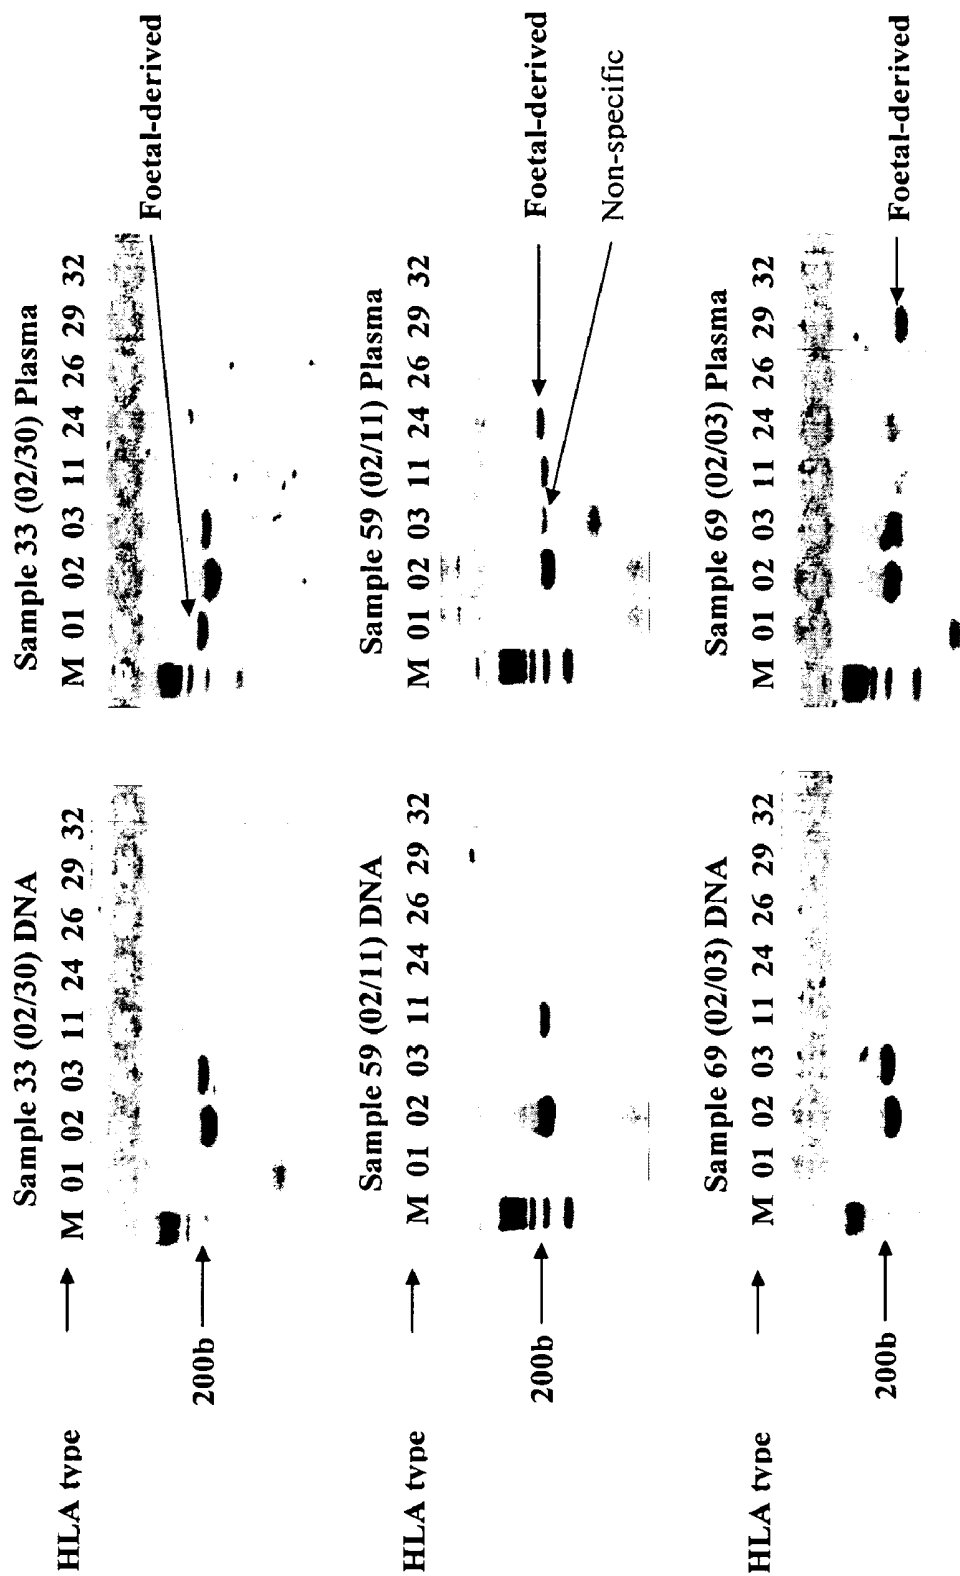 Sample 33 (02/30) DNA
Sample 33 (02/30) Plasma
HLA type
M 01 02 03 11 24 26 29 32
M 01 02 03 11 24 26 29 32
Foetal-derived
200b
Sample 59 (02/11) DNA
Sample 59 (02/11) Plasma
HLA type
M 01 02 03 11 24 26 29 32
M 01 02 03 11 24 26 29 32
Foetal-derived
200b
Non-specific
Sample 69 (02/03) DNA
Sample 69 (02/03) Plasma
HLA type
M 01 02 03 11 24 26 29 32
M 01 02 03 11 24 26 29 32
Foetal-derived
200b